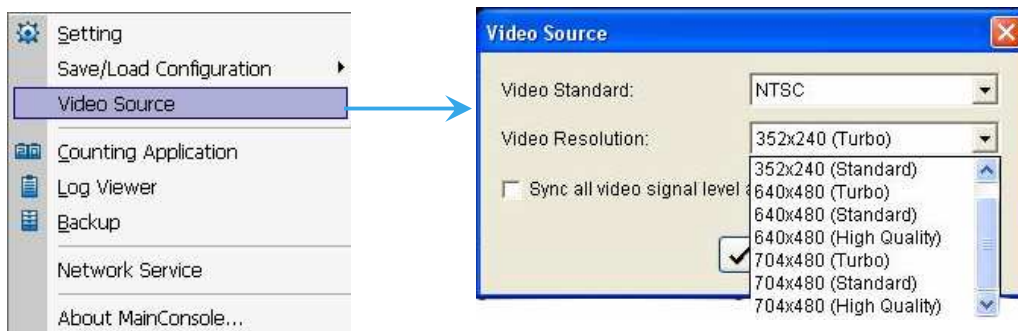 Setting
Save/Load Configuration
Video Source
Counting Application
Log Viewer
Backup
Network Service
About MainConsole...
Video Source
Video Standard: NTSC
Video Resolution: 352x240 (Turbo)
352x240 (Standard)
640x480 (Turbo)
640x480 (Standard)
640x480 (High Quality)
704x480 (Turbo)
704x480 (Standard)
704x480 (High Quality)
Sync all video signal level